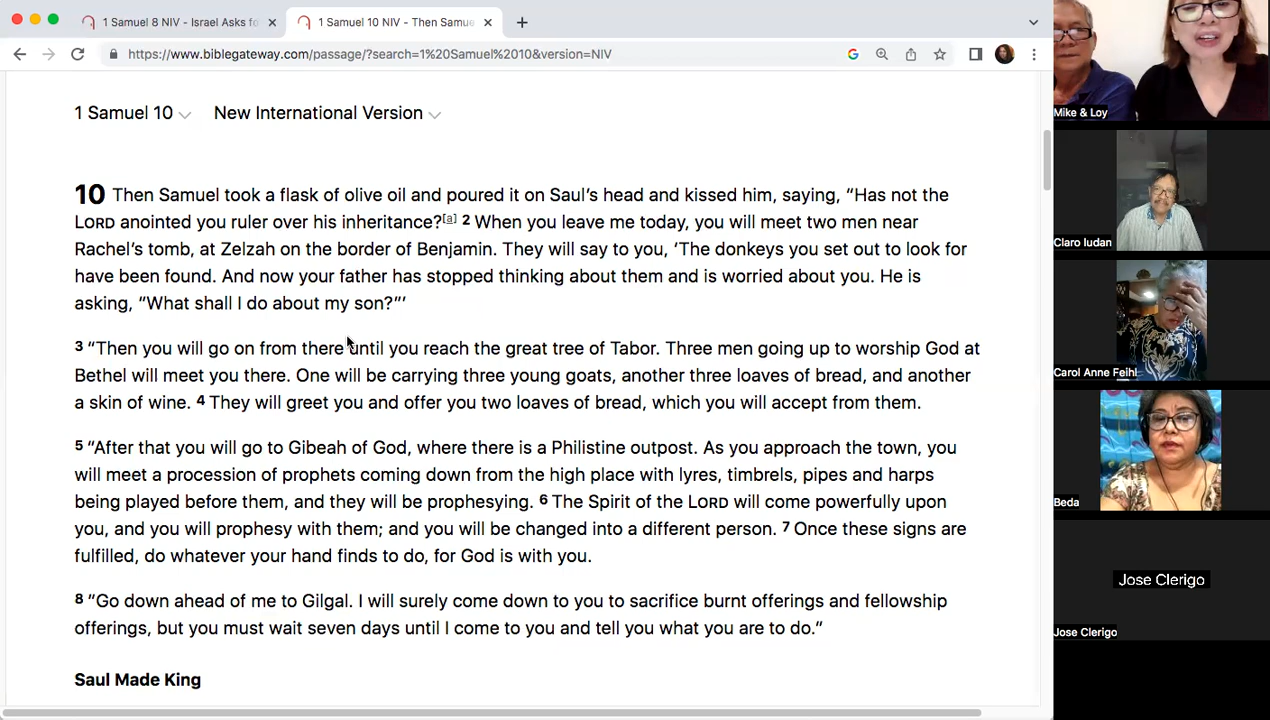 1 Samuel 8 NIV - Israel Asks fo
1 Samuel 10 NIV - Then Samue
https://www.biblegateway.com/passage/?search=1%20Samuel%2010&version=NIV
1 Samuel 10 New International Version
10 Then Samuel took a flask of olive oil and poured it on Saul’s head and kissed him, saying, “Has not the
LORD anointed you ruler over his inheritance?[a] 2 When you leave me today, you will meet two men near
Rachel’s tomb, at Zelzah on the border of Benjamin. They will say to you, ‘The donkeys you set out to look for
have been found. And now your father has stopped thinking about them and is worried about you. He is
asking, “What shall I do about my son?”’
3 “Then you will go on from there until you reach the great tree of Tabor. Three men going up to worship God at
Bethel will meet you there. One will be carrying three young goats, another three loaves of bread, and another
a skin of wine. 4 They will greet you and offer you two loaves of bread, which you will accept from them.
5 “After that you will go to Gibeah of God, where there is a Philistine outpost. As you approach the town, you
will meet a procession of prophets coming down from the high place with lyres, timbrels, pipes and harps
being played before them, and they will be prophesying. 6 The Spirit of the LORD will come powerfully upon
you, and you will prophesy with them; and you will be changed into a different person. 7 Once these signs are
fulfilled, do whatever your hand finds to do, for God is with you.
8 “Go down ahead of me to Gilgal. I will surely come down to you to sacrifice burnt offerings and fellowship
offerings, but you must wait seven days until I come to you and tell you what you are to do.”
Saul Made King
Mike & Loy
Claro Iudan
Carol Anne Feihl
Beda
Jose Clerigo
Jose Clerigo